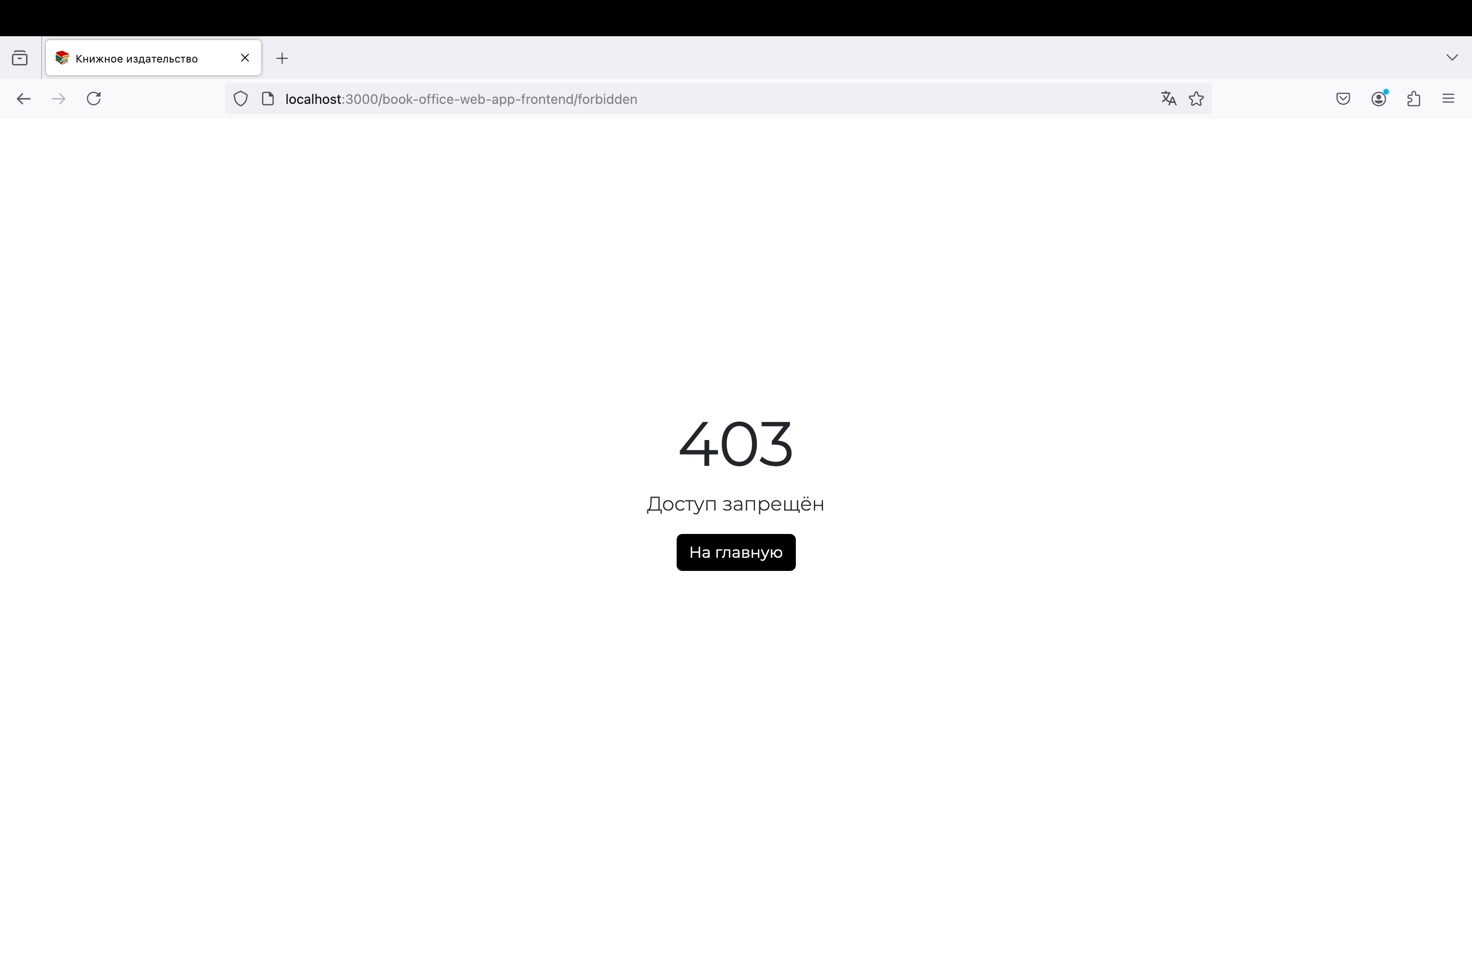 Книжное издательство
localhost:3000/book-office-web-app-frontend/forbidden
403
Доступ запрещён
На главную